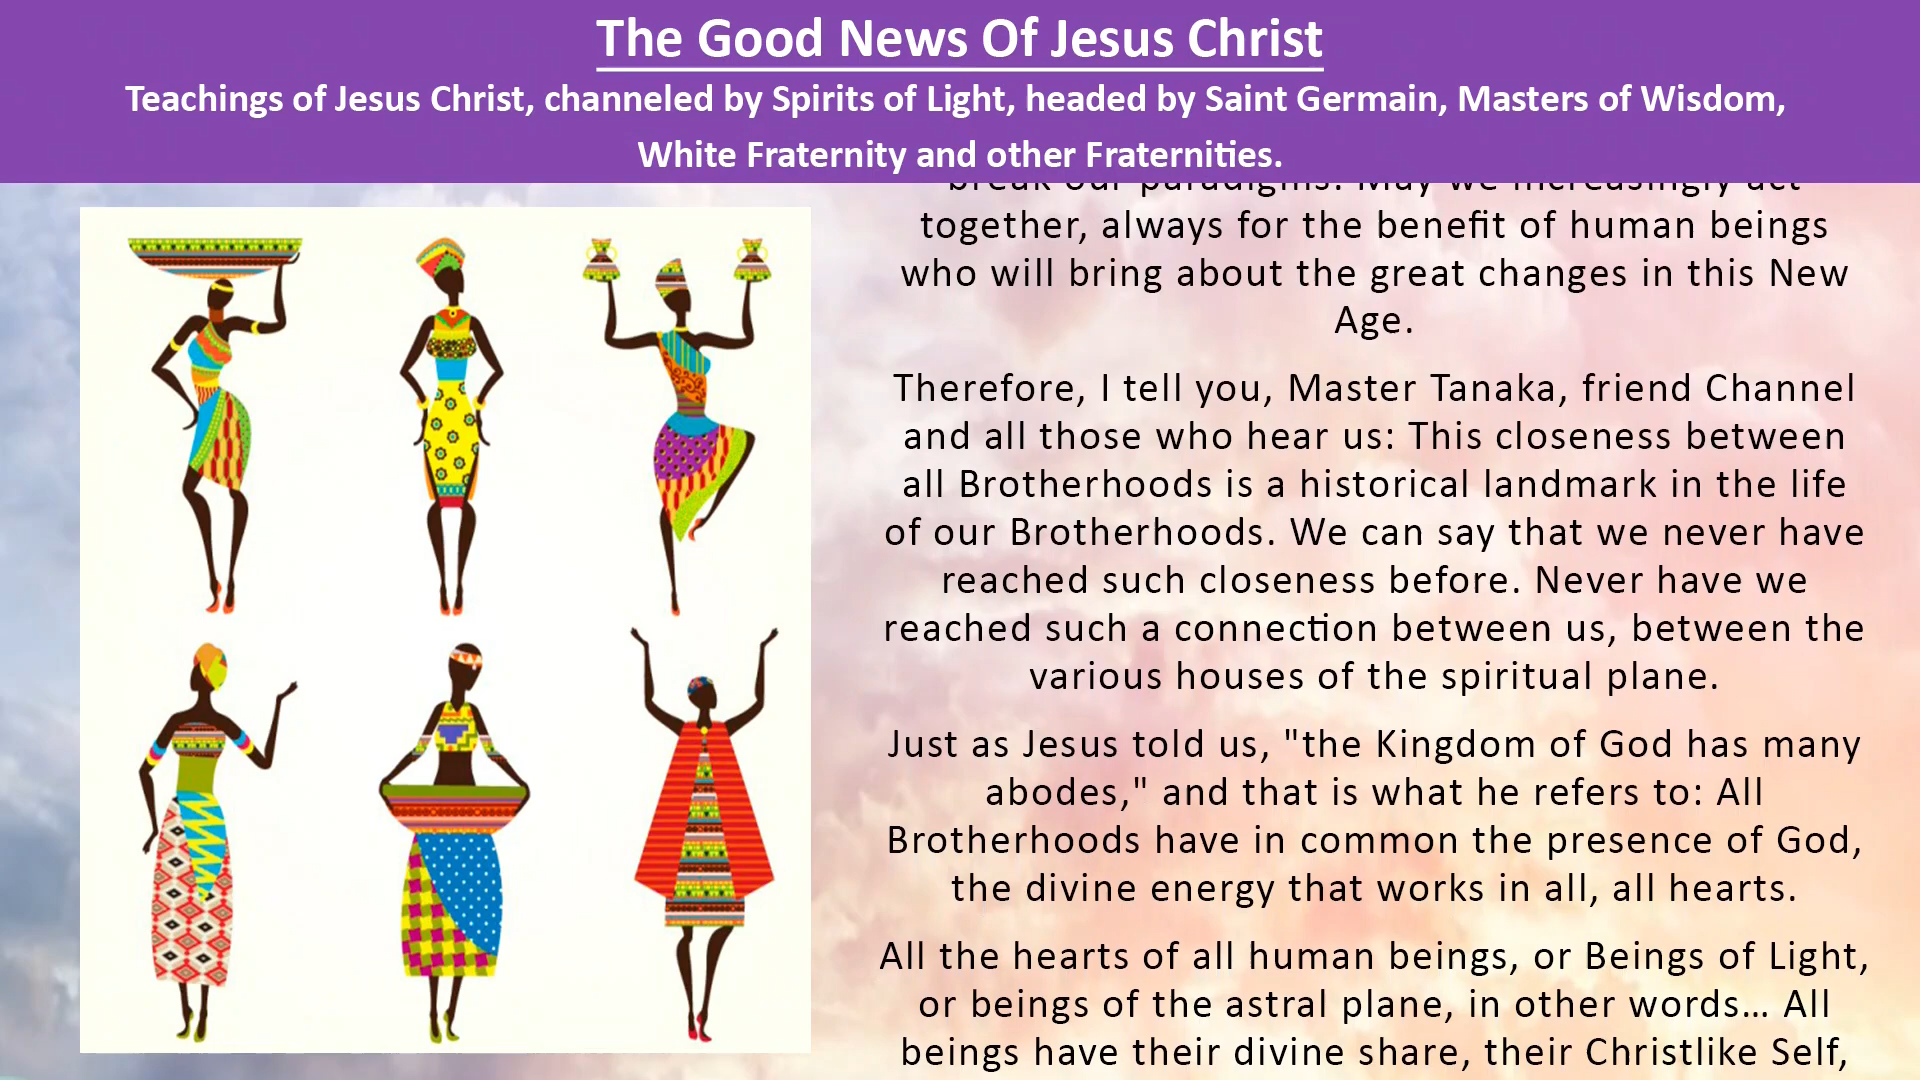 The Good News Of Jesus Christ
Teachings of Jesus Christ, channeled by Spirits of Light, headed by Saint Germain, Masters of Wisdom,
White Fraternity and other Fraternities.
break our paradigms. May we increasingly act
together, always for the benefit of human beings
who will bring about the great changes in this New
Age.
Therefore, I tell you, Master Tanaka, friend Channel
and all those who hear us: This closeness between
all Brotherhoods is a historical landmark in the life
of our Brotherhoods. We can say that we never have
reached such closeness before. Never have we
reached such a connection between us, between the
various houses of the spiritual plane.
Just as Jesus told us, "the Kingdom of God has many
abodes," and that is what he refers to: All
Brotherhoods have in common the presence of God,
the divine energy that works in all, all hearts.
All the hearts of all human beings, or Beings of Light,
or beings of the astral plane, in other words… All
beings have their divine share, their Christlike Self,